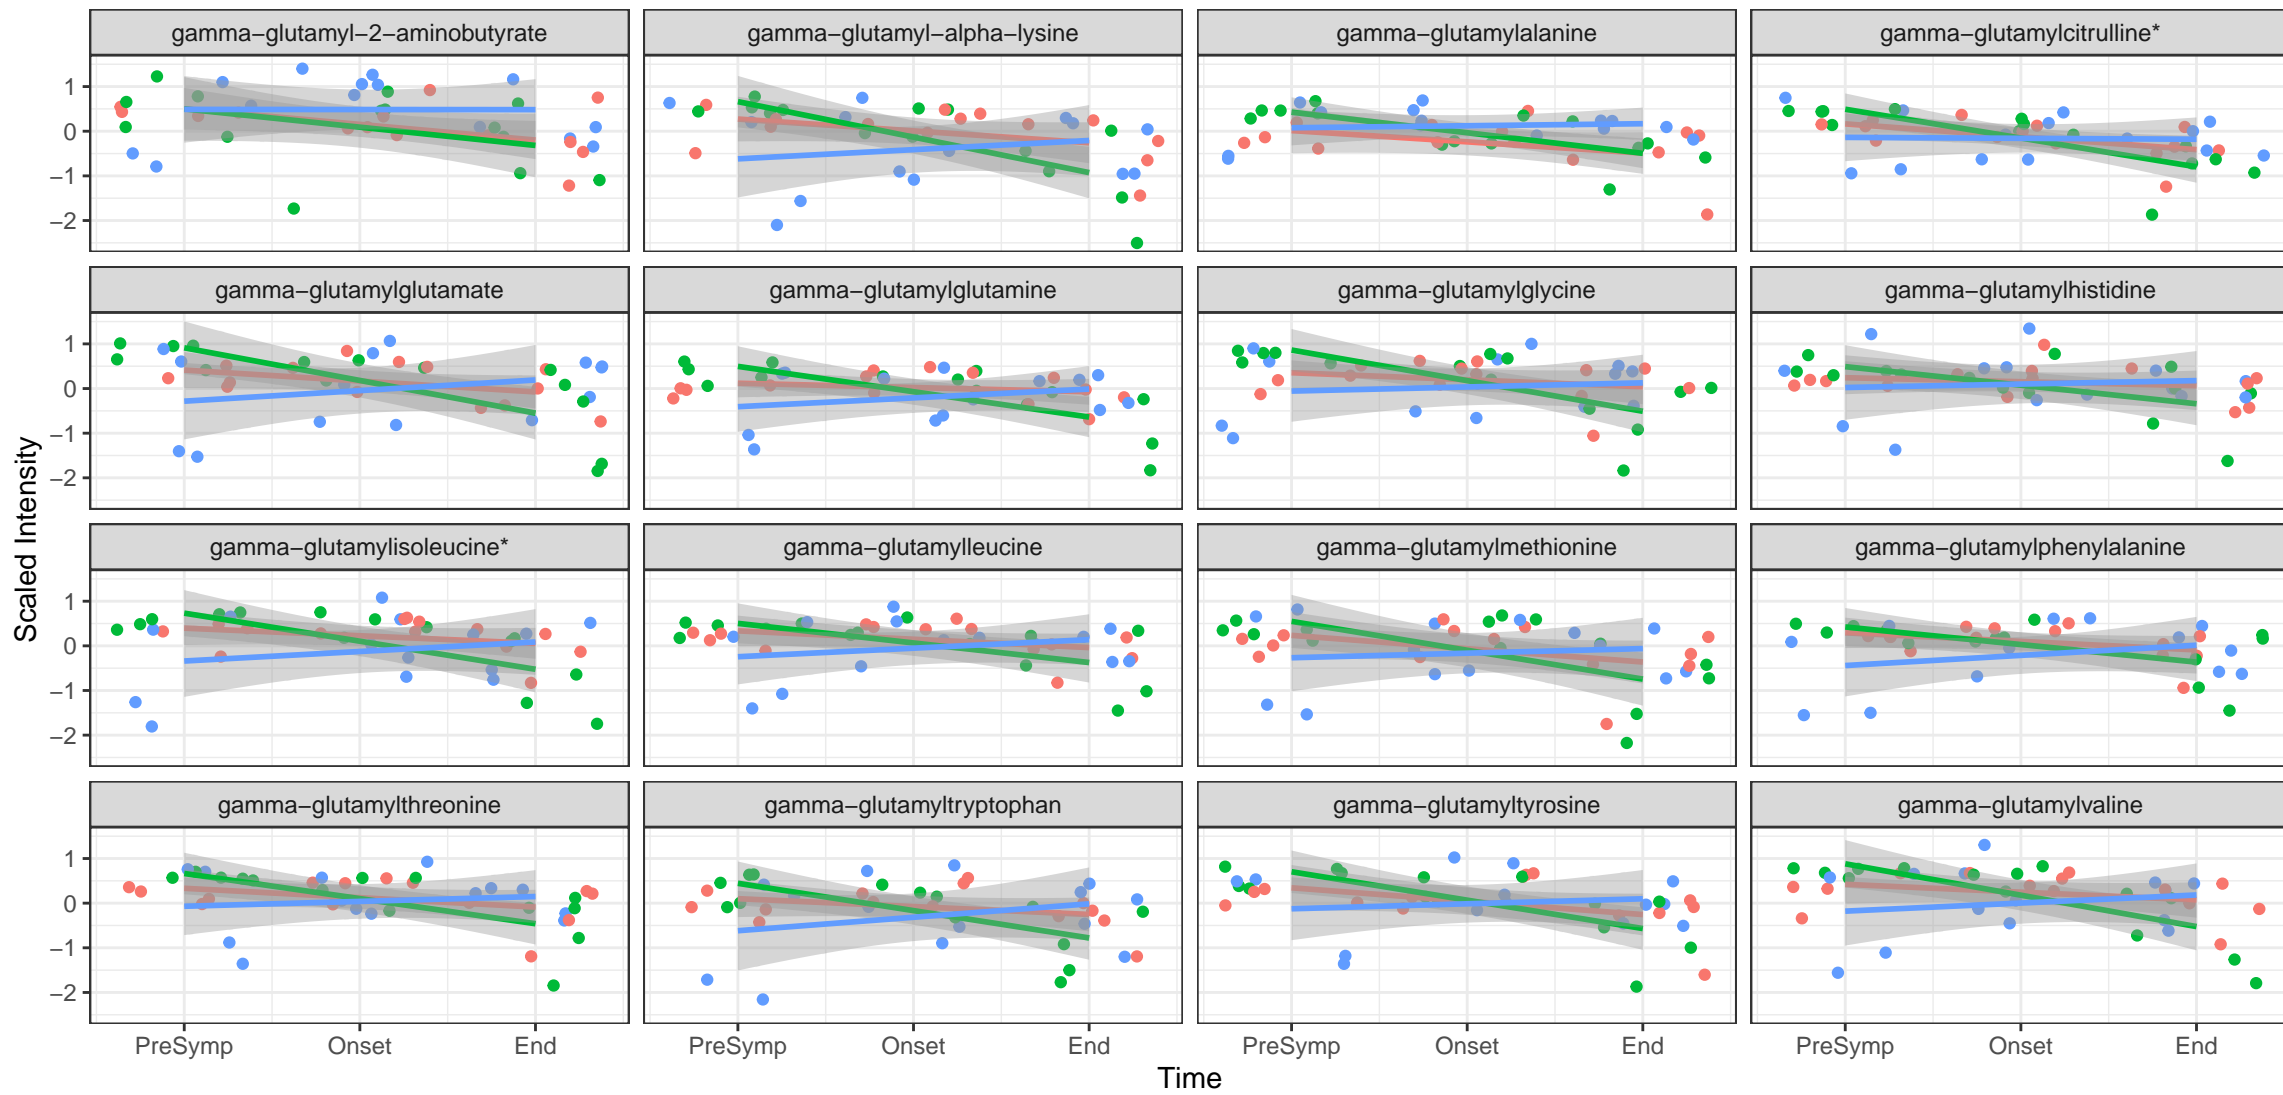 gamma−glutamyl−2−aminobutyrate
gamma−glutamyl−alpha−lysine
gamma−glutamylalanine
gamma−glutamylcitrulline*
1
0
−1
−2
gamma−glutamylglutamate
gamma−glutamylglutamine
gamma−glutamylglycine
gamma−glutamylhistidine
1
0
−1
−2
Scaled Intensity
gamma−glutamylisoleucine*
gamma−glutamylleucine
gamma−glutamylmethionine
gamma−glutamylphenylalanine
1
0
−1
−2
gamma−glutamylthreonine
gamma−glutamyltryptophan
gamma−glutamyltyrosine
gamma−glutamylvaline
1
0
−1
−2
PreSymp Onset End
PreSymp Onset End
PreSymp Onset End
PreSymp Onset End
Time